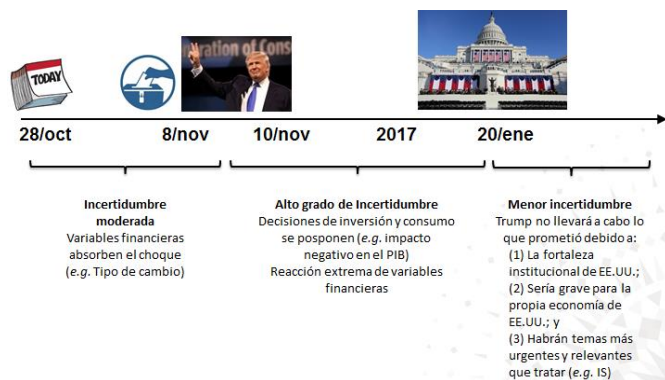 TODAY
ration of Cons
28/oct
8/nov
10/nov
2017
20/ene
Incertidumbre
moderada
Variables financieras
absorben el choque
(e.g. Tipo de cambio)
Alto grado de Incertidumbre
Decisiones de inversión y consumo
se posponen (e.g. impacto
negativo en el PIB)
Reacción extrema de variables
financieras
Menor incertidumbre
Trump no llevará a cabo lo
que prometió debido a:
(1) La fortaleza
institucional de EE.UU.;
(2) Sería grave para la
propia economía de
EE.UU.; y
(3) Habrán temas más
urgentes y relevantes
que tratar (e.g. IS)